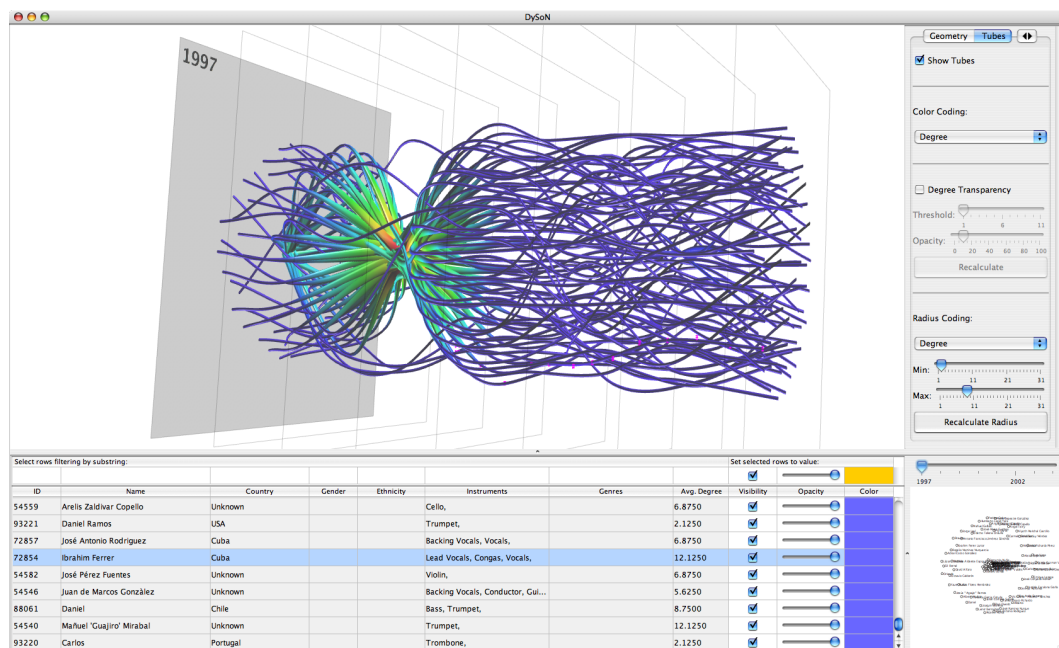 DySoN
1997
Geometry Tubes
Show Tubes
Color Coding:
Degree
Degree Transparency
Threshold:
1 6 11
Opacity:
0 20 40 60 80 100
Recalculate
Radius Coding:
Degree
Min:
1 11 21 31
Max:
1 11 21 31
Recalculate Radius
Select rows filtering by substring: Set selected rows to value:
ID Name Country Gender Ethnicity Instruments Genres Avg. Degree Visibility Opacity Color
54559 Arelis Zaldivar Copello Unknown Cello, 6.8750
93221 Daniel Ramos USA Trumpet, 2.1250
72857 José Antonio Rodriguez Cuba Backing Vocals, Vocals, 6.8750
72854 Ibrahim Ferrer Cuba Lead Vocals, Congas, Vocals, 12.1250
54582 José Pérez Fuentes Unknown Violin, 6.8750
54546 Juan de Marcos Gonzàlez Unknown Backing Vocals, Conductor, Gui... 5.6250
88061 Daniel Chile Bass, Trumpet, 8.7500
54540 Mañuel 'Guajiro' Mirabal Unknown Trumpet, 12.1250
93220 Carlos Portugal Trombone, 2.1250
1997 2002